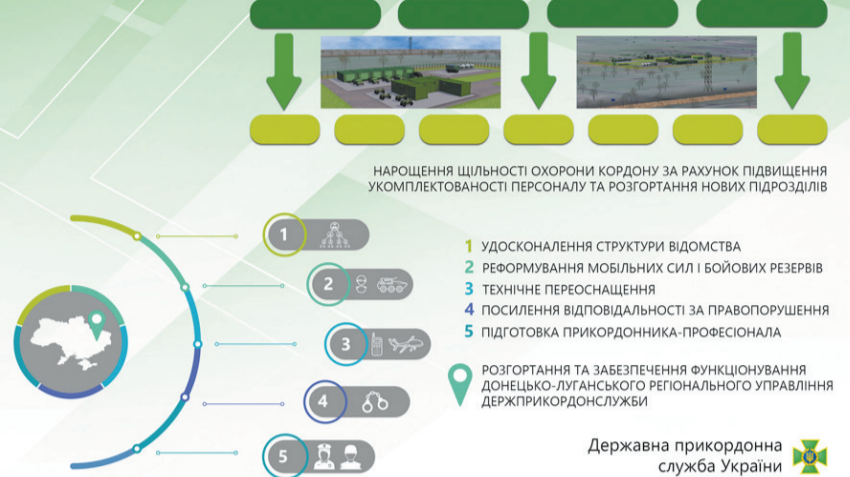 НАРОЩЕННЯ ЩІЛЬНОСТІ ОХОРОНИ КОРДОНУ ЗА РАХУНОК ПІДВИЩЕННЯ
УКОМПЛЕКТОВАНОСТІ ПЕРСОНАЛУ ТА РОЗГОРТАННЯ НОВИХ ПІДРОЗДІЛІВ
1
2
3
4
5
1 УДОСКОНАЛЕННЯ СТРУКТУРИ ВІДОМСТВА
2 РЕФОРМУВАННЯ МОБІЛЬНИХ СИЛ І БОЙОВИХ РЕЗЕРВІВ
3 ТЕХНІЧНЕ ПЕРЕОСНАЩЕННЯ
4 ПОСИЛЕННЯ ВІДПОВІДАЛЬНОСТІ ЗА ПРАВОПОРУШЕННЯ
5 ПІДГОТОВКА ПРИКОРДОННИКА-ПРОФЕСІОНАЛА
РОЗГОРТАННЯ ТА ЗАБЕЗПЕЧЕННЯ ФУНКЦІОНУВАННЯ
ДОНЕЦЬКО-ЛУГАНСЬКОГО РЕГІОНАЛЬНОГО УПРАВЛІННЯ
ДЕРЖПРИКОРДОНСЛУЖБИ
Державна прикордонна
служба України